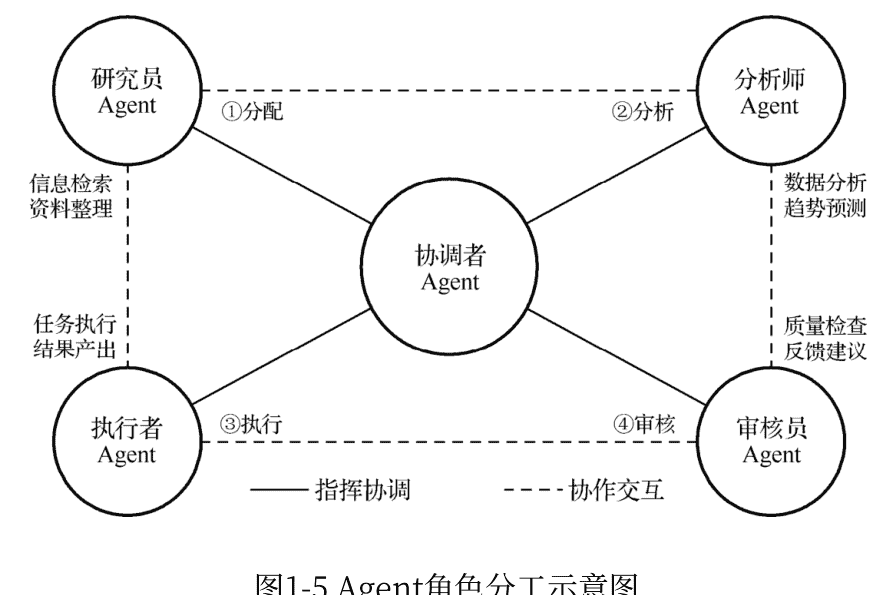 研究员
Agent
分析师
Agent
①分配
②分析
信息检索
资料整理
数据分析
趋势预测
协调者
Agent
任务执行
结果产出
质量检查
反馈建议
执行者
Agent
③执行
④审核
审核员
Agent
指挥协调
协作交互
图1-5 Agent角色分工示意图